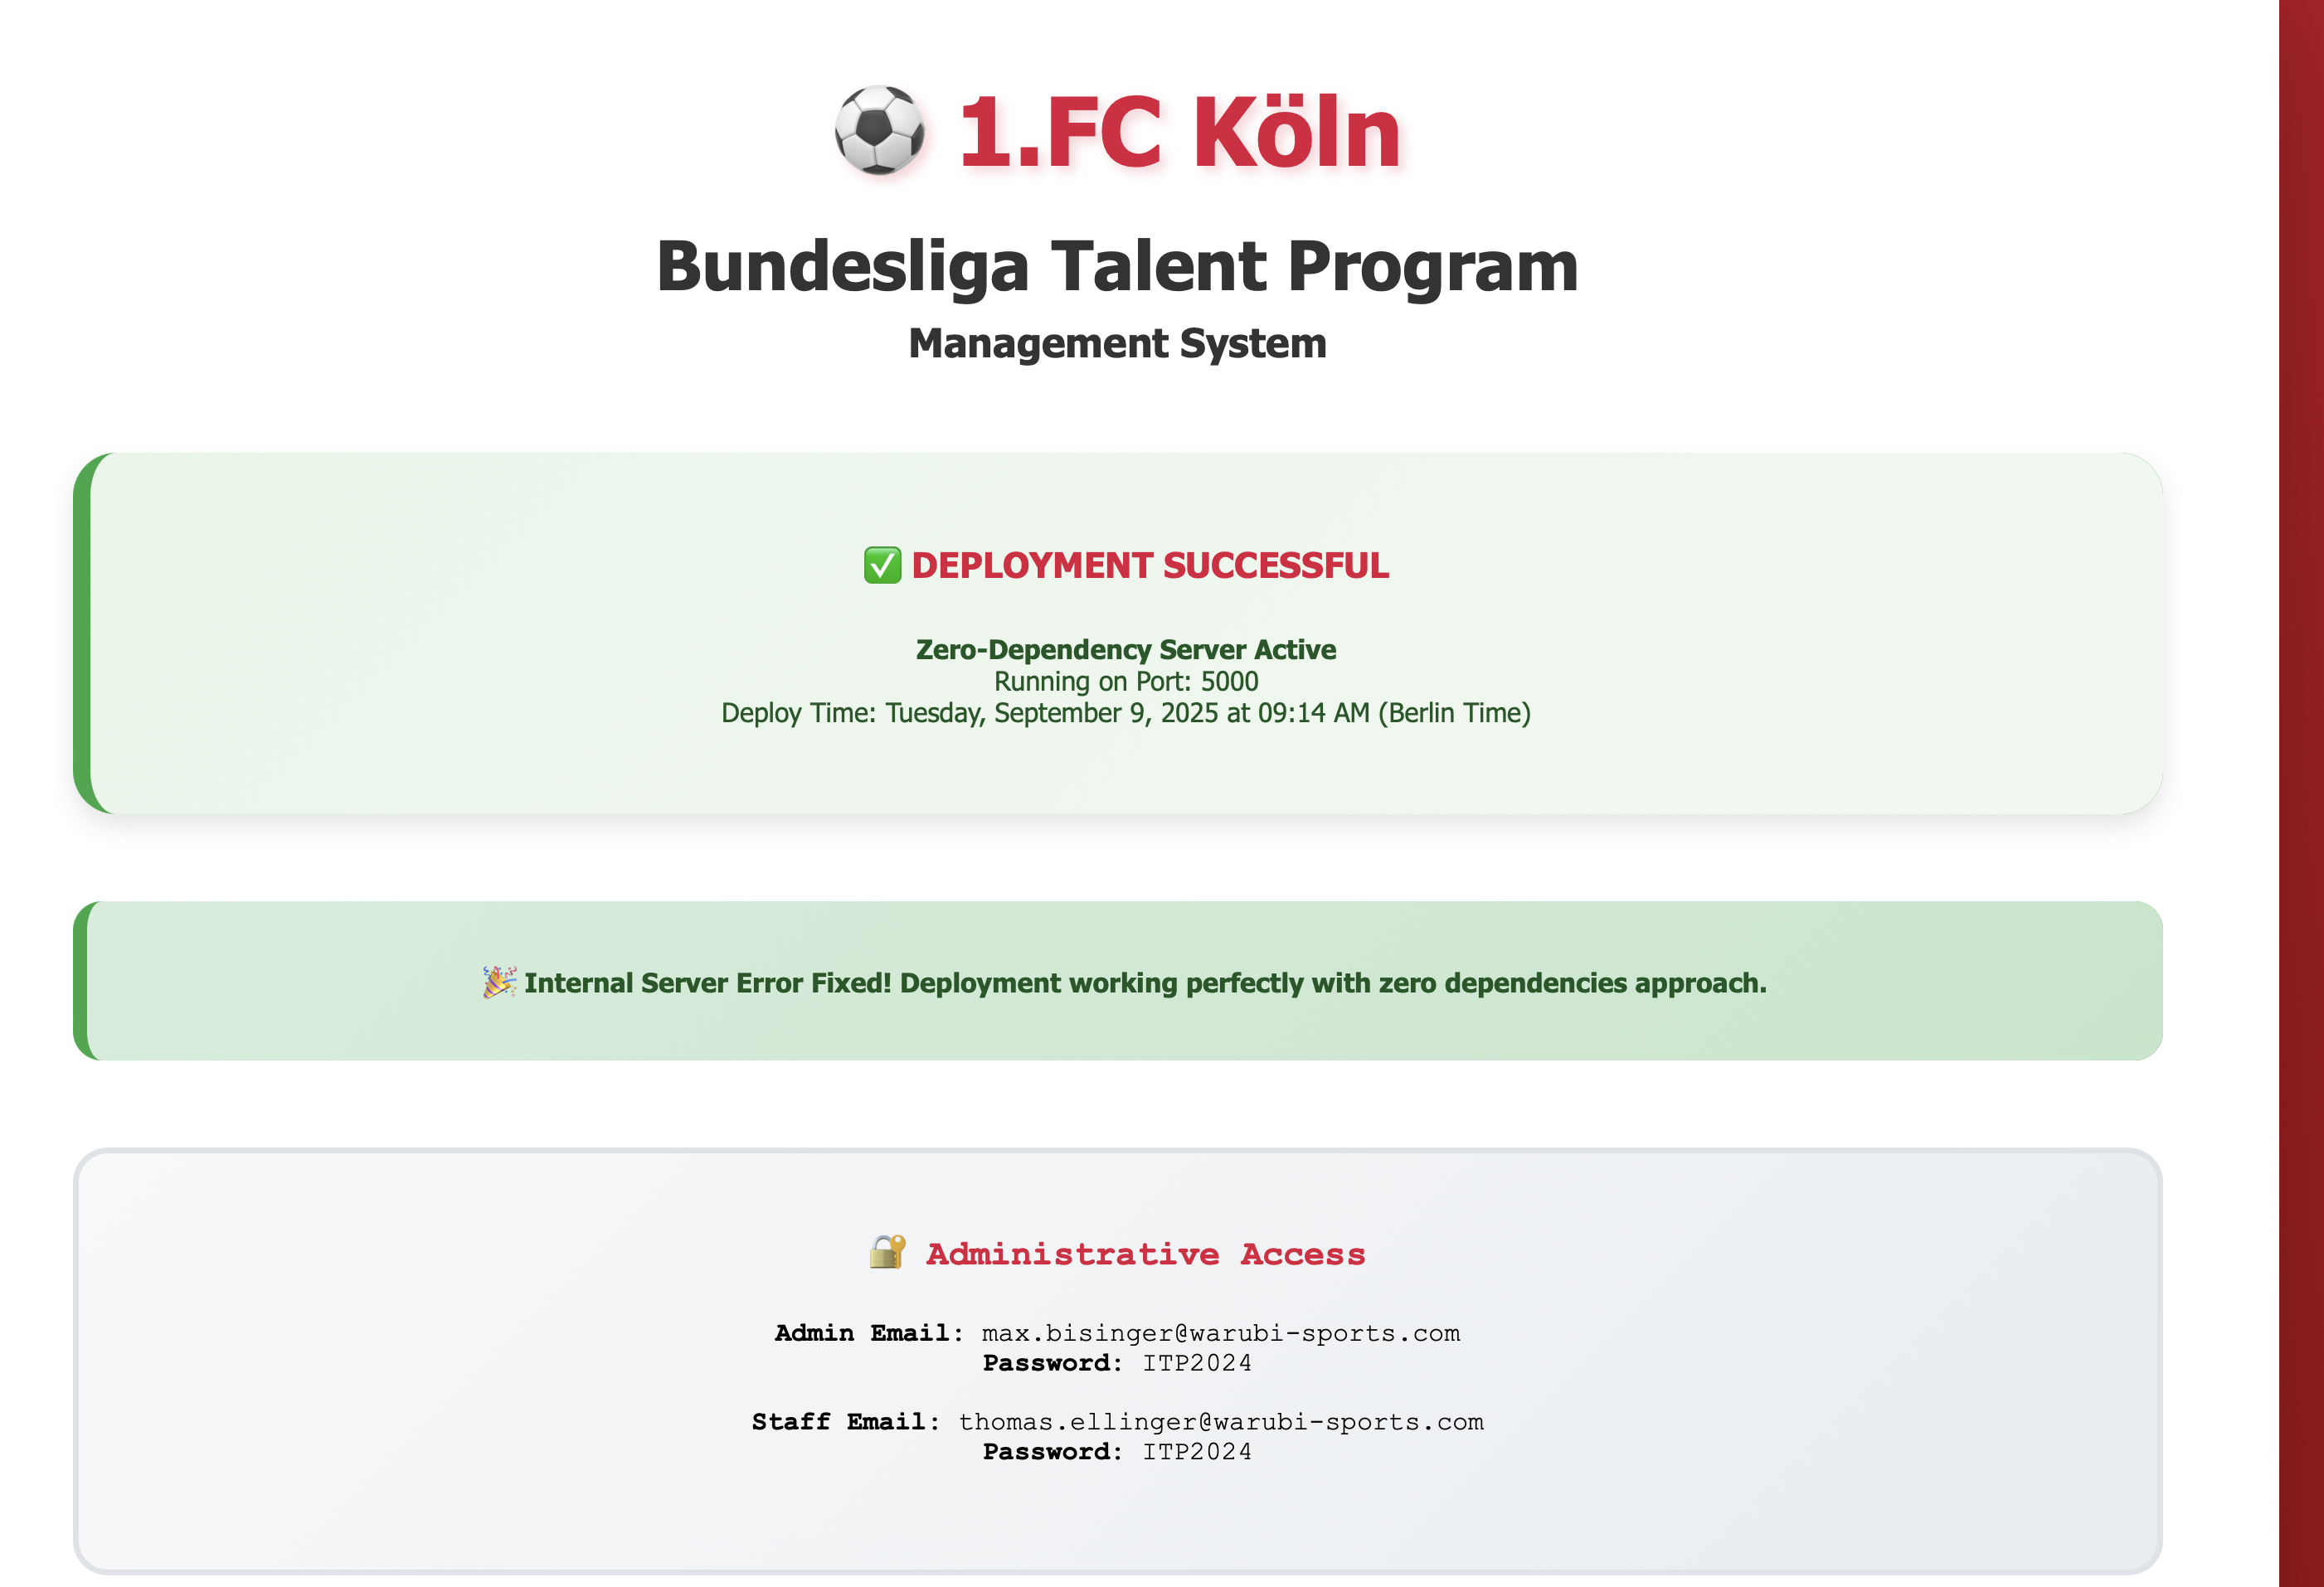 ⚽ 1.FC Köln
Bundesliga Talent Program
Management System
✅ DEPLOYMENT SUCCESSFUL
Zero-Dependency Server Active
Running on Port: 5000
Deploy Time: Tuesday, September 9, 2025 at 09:14 AM (Berlin Time)
🎉 Internal Server Error Fixed! Deployment working perfectly with zero dependencies approach.
🔐 Administrative Access
Admin Email: max.bisinger@warubi-sports.com
Password: ITP2024
Staff Email: thomas.ellinger@warubi-sports.com
Password: ITP2024